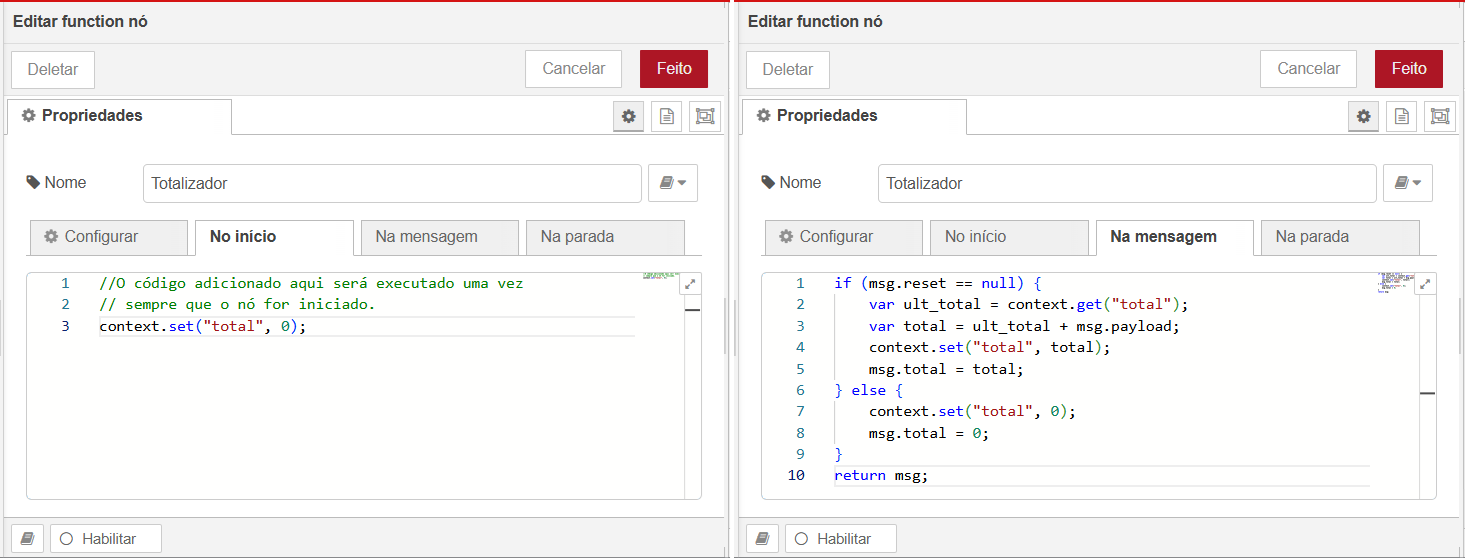 Editar function nó
Deletar
Cancelar
Feito
Propriedades
Nome
Totalizador
Configurar
No início
Na mensagem
Na parada
1 //O código adicionado aqui será executado uma vez
2 // sempre que o nó for iniciado.
3 context.set("total", 0);
Habilitar
Editar function nó
Deletar
Cancelar
Feito
Propriedades
Nome
Totalizador
Configurar
No início
Na mensagem
Na parada
1 if (msg.reset == null) {
2     var ult_total = context.get("total");
3     var total = ult_total + msg.payload;
4     context.set("total", total);
5     msg.total = total;
6 } else {
7     context.set("total", 0);
8     msg.total = 0;
9 }
10 return msg;
Habilitar